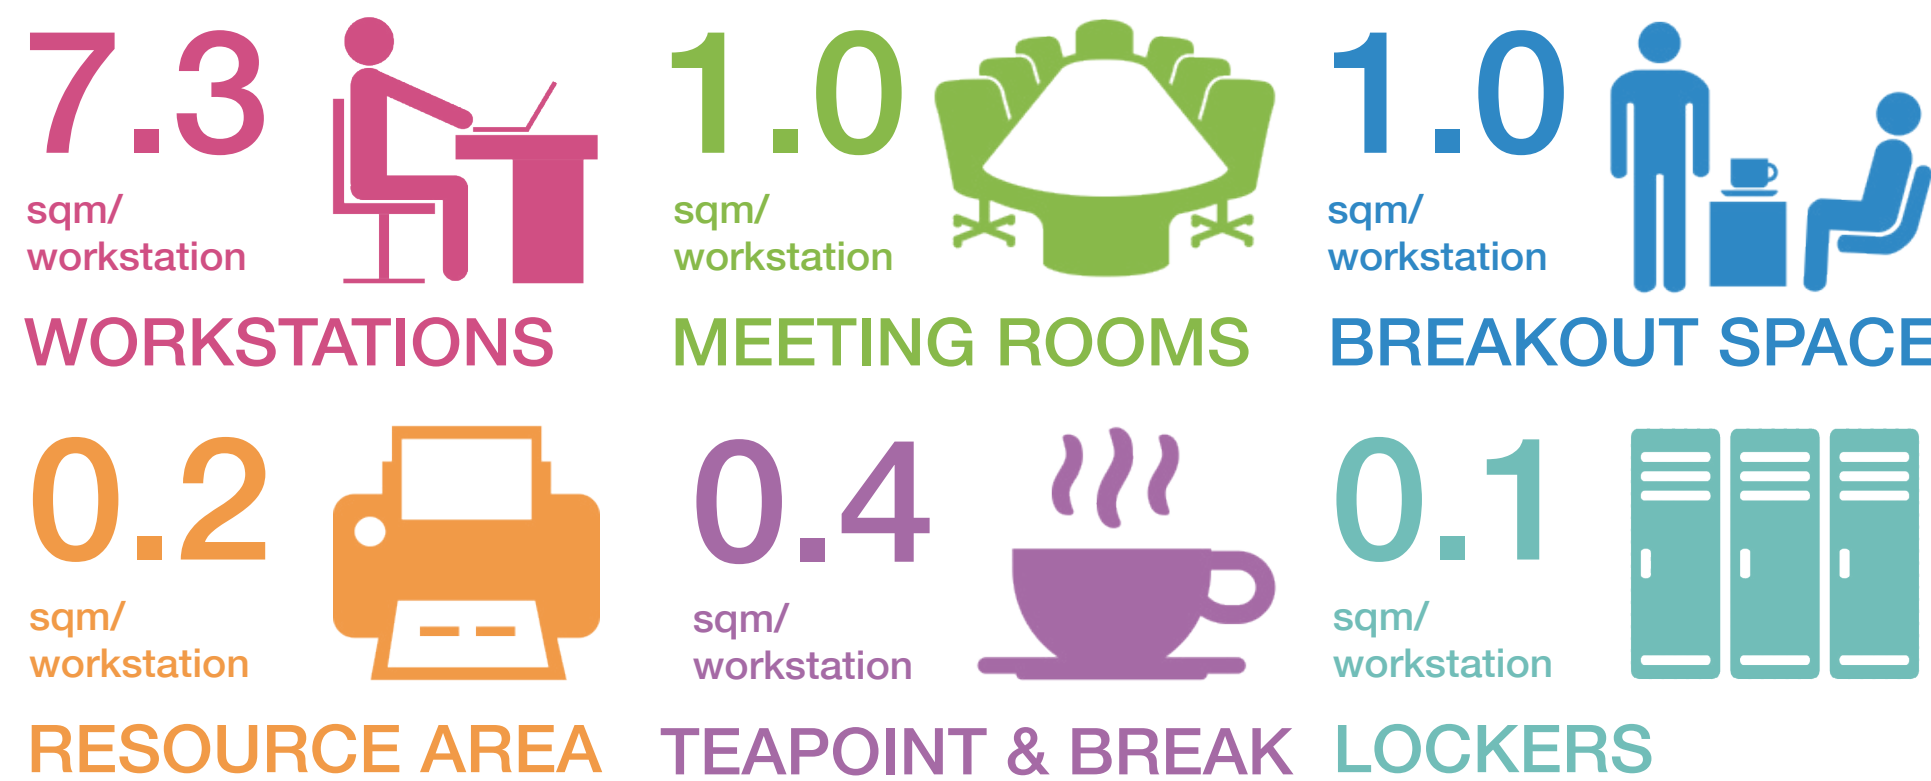 7.3
sqm/
workstation
WORKSTATIONS
1.0
sqm/
workstation
MEETING ROOMS
1.0
sqm/
workstation
BREAKOUT SPACE
0.2
sqm/
workstation
RESOURCE AREA
0.4
sqm/
workstation
TEAPOINT & BREAK
0.1
sqm/
workstation
LOCKERS